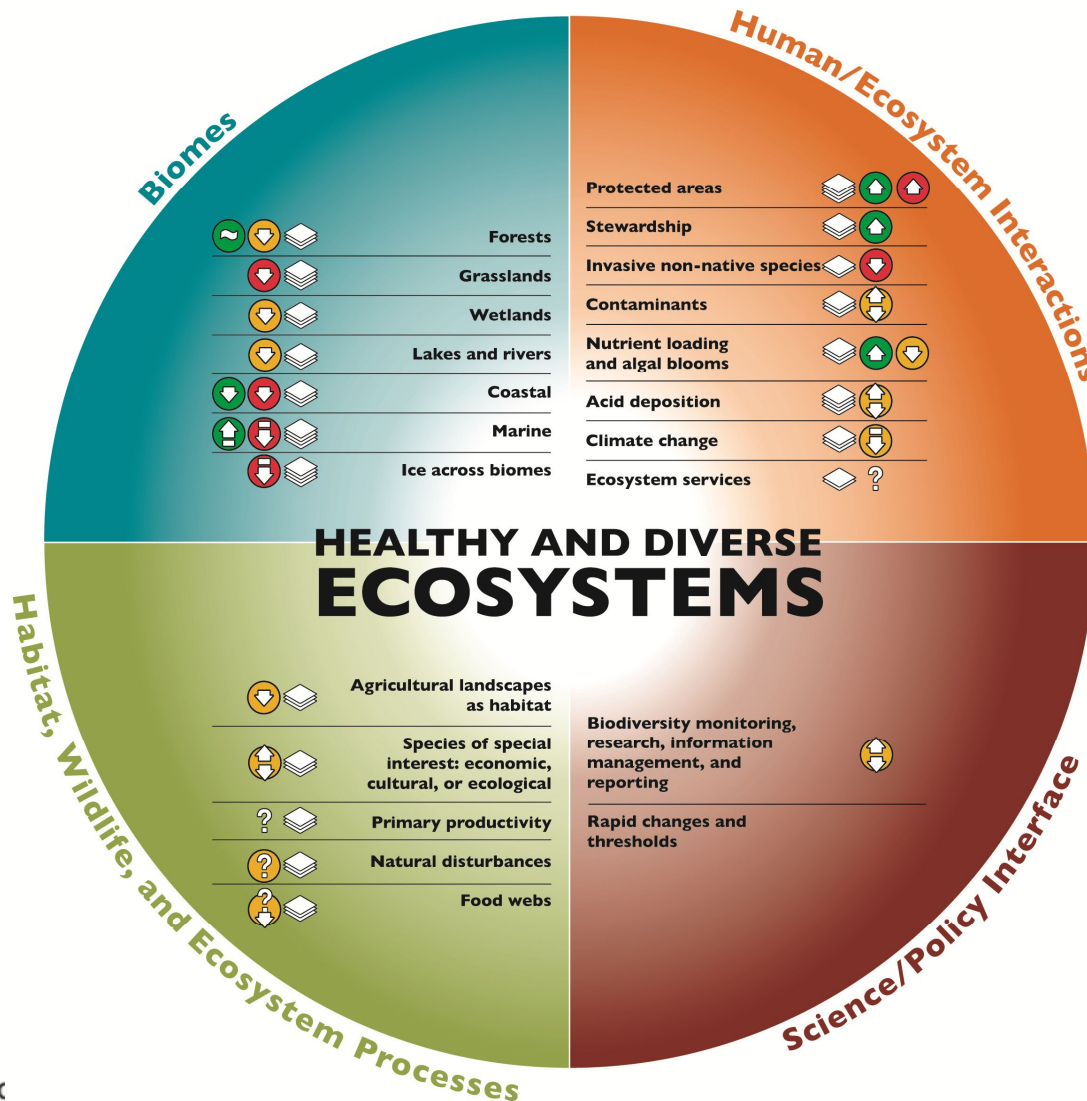 Biomes
Human/Ecosystem Interactions
Forests
Grasslands
Wetlands
Lakes and rivers
Coastal
Marine
Ice across biomes
Protected areas
Stewardship
Invasive non-native species
Contaminants
Nutrient loading
and algal blooms
Acid deposition
Climate change
Ecosystem services
?
HEALTHY AND DIVERSE
ECOSYSTEMS
Habitat, Wildlife, and Ecosystem Processes
Agricultural landscapes
as habitat
Species of special
interest: economic,
cultural, or ecological
? Primary productivity
? Natural disturbances
? Food webs
Biodiversity monitoring,
research, information
management, and
reporting
Rapid changes and
thresholds
Science/Policy Interface